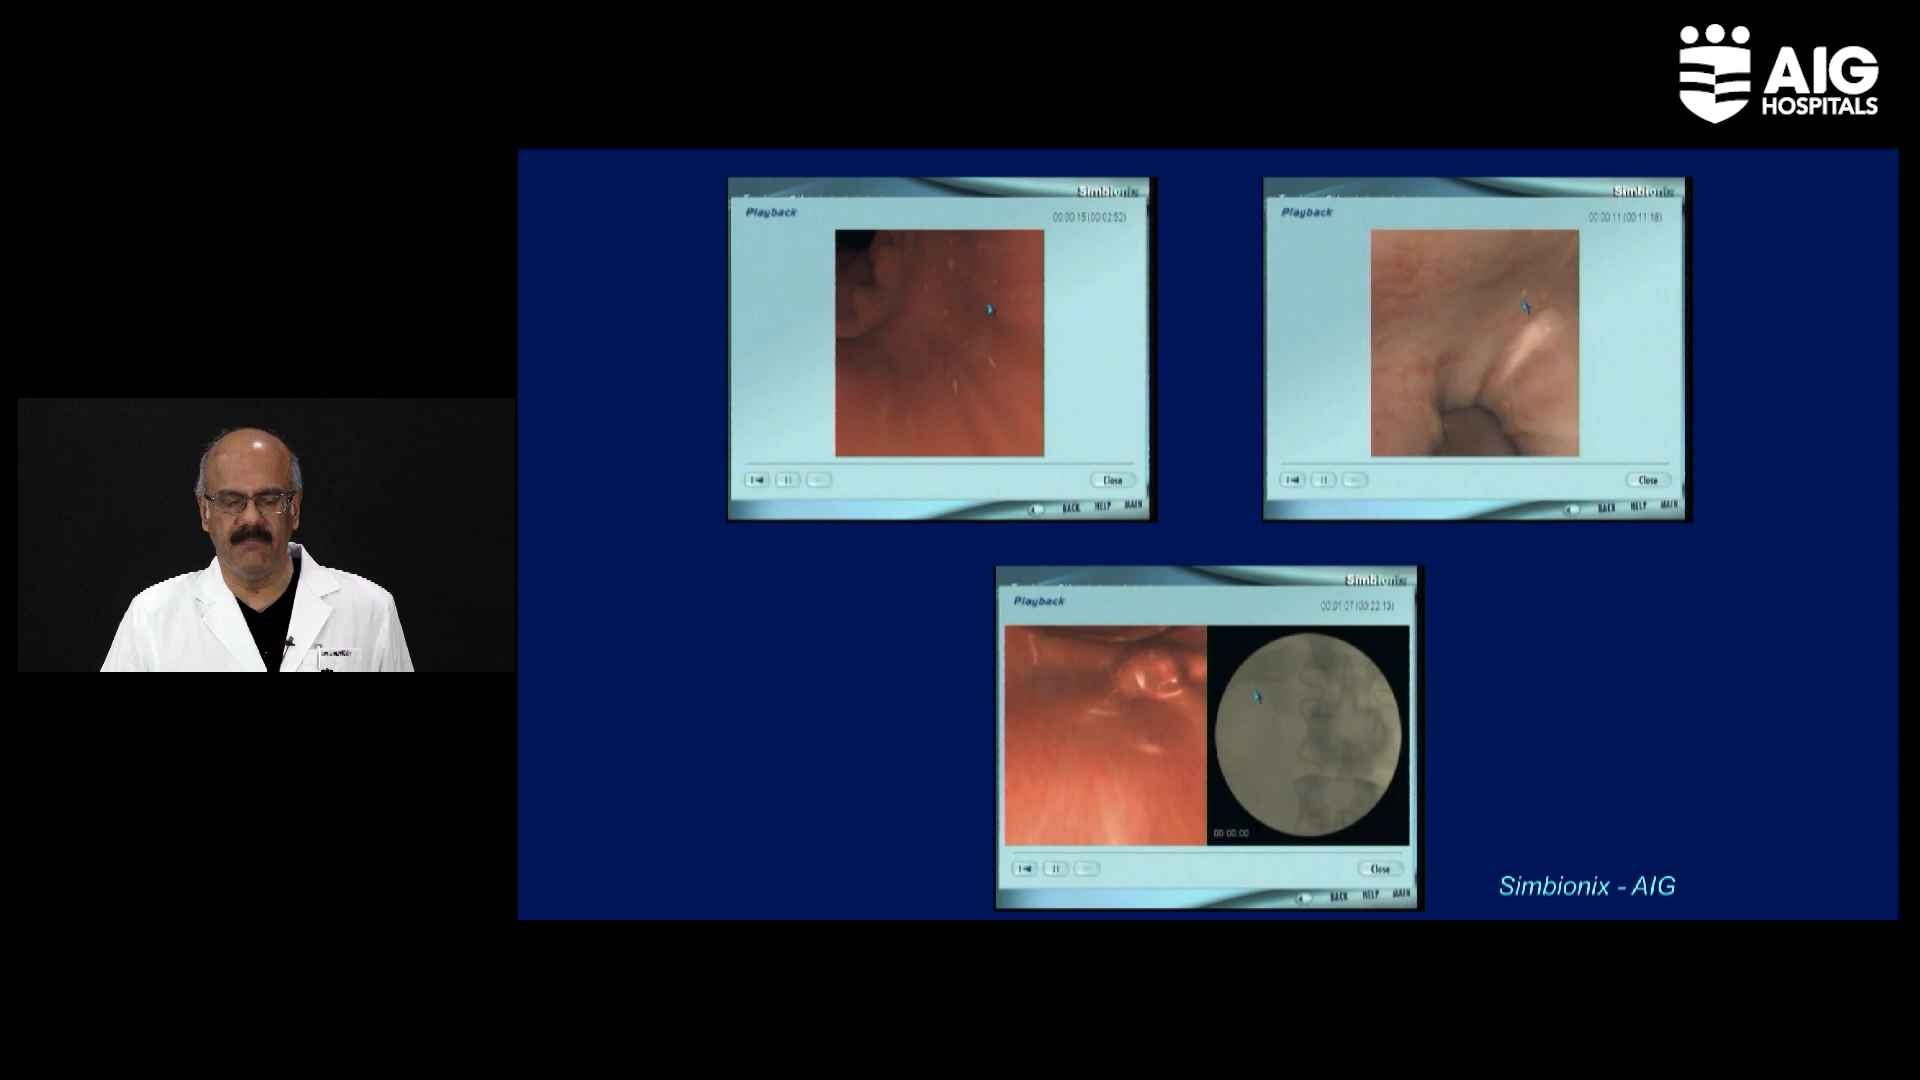 AIG
HOSPITALS
Simbionix
Playback
00:00:15 (00:02:52)
Close
BACK HELP MAIN
Simbionix
Playback
00:00:11 (00:11:18)
Close
BACK HELP MAIN
Simbionix
Playback
00:01:07 (00:22:13)
00:00:00
Close
BACK HELP MAIN
Simbionix - AIG